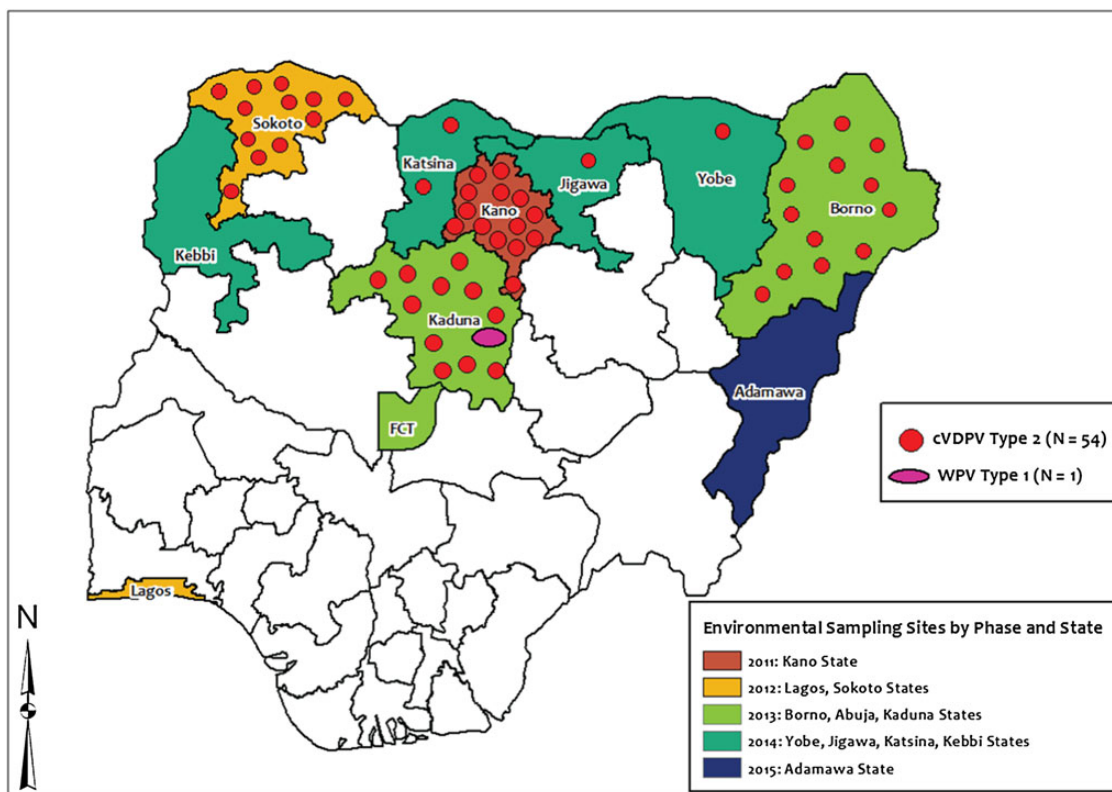 Sokoto
Katsina
Jigawa
Yobe
Kano
Borno
Kebbi
Kaduna
Adamawa
FCT
cVDPV Type 2 (N = 54)
WPV Type 1 (N = 1)
Lagos
N
Environmental Sampling Sites by Phase and State
2011: Kano State
2012: Lagos, Sokoto States
2013: Borno, Abuja, Kaduna States
2014: Yobe, Jigawa, Katsina, Kebbi States
2015: Adamawa State